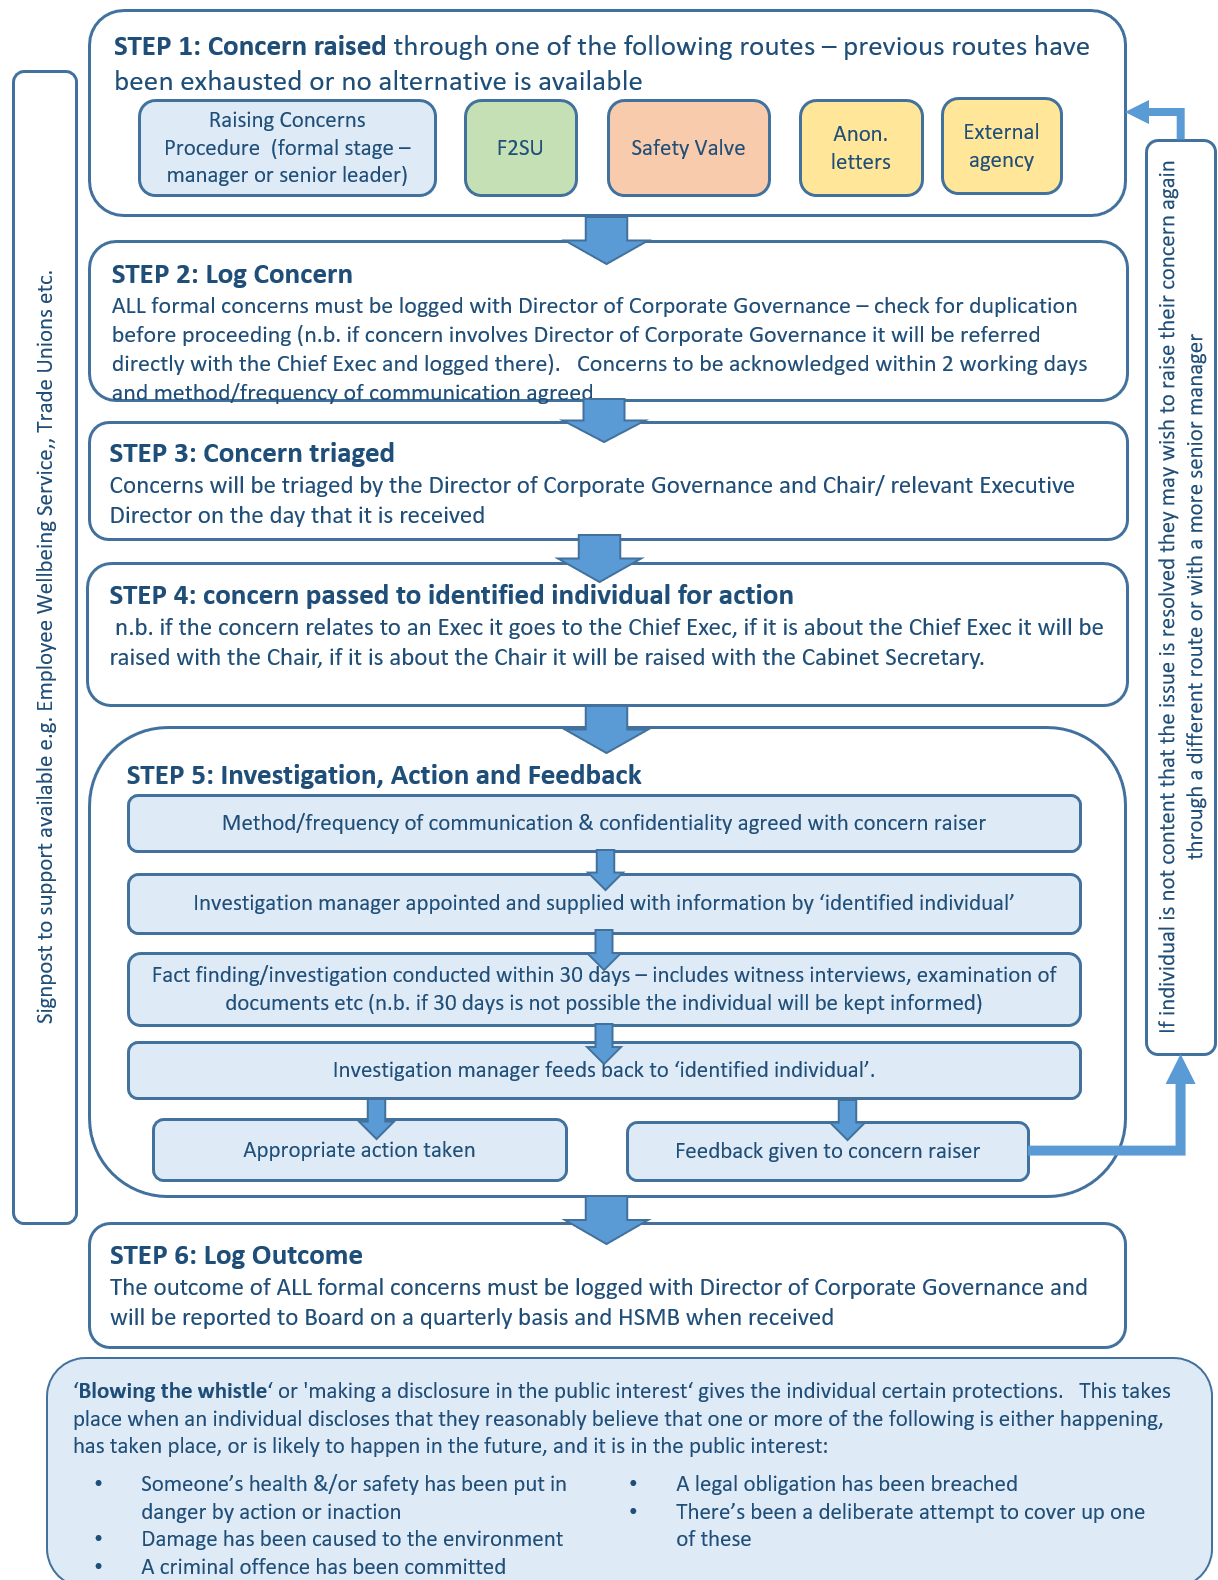 STEP 1: Concern raised through one of the following routes – previous routes have
been exhausted or no alternative is available
Raising Concerns
Procedure  (formal stage –
manager or senior leader)
F2SU
Safety Valve
Anon.
letters
External
agency
STEP 2: Log Concern
ALL formal concerns must be logged with Director of Corporate Governance – check for duplication
before proceeding (n.b. if concern involves Director of Corporate Governance it will be referred
directly with the Chief Exec and logged there).   Concerns to be acknowledged within 2 working days
and method/frequency of communication agreed
STEP 3: Concern triaged
Concerns will be triaged by the Director of Corporate Governance and Chair/ relevant Executive
Director on the day that it is received
STEP 4: concern passed to identified individual for action
n.b. if the concern relates to an Exec it goes to the Chief Exec, if it is about the Chief Exec it will be
raised with the Chair, if it is about the Chair it will be raised with the Cabinet Secretary.
STEP 5: Investigation, Action and Feedback
Method/frequency of communication & confidentiality agreed with concern raiser
Investigation manager appointed and supplied with information by ‘identified individual’
Fact finding/investigation conducted within 30 days – includes witness interviews, examination of
documents etc (n.b. if 30 days is not possible the individual will be kept informed)
Investigation manager feeds back to ‘identified individual’.
Appropriate action taken
Feedback given to concern raiser
STEP 6: Log Outcome
The outcome of ALL formal concerns must be logged with Director of Corporate Governance and
will be reported to Board on a quarterly basis and HSMB when received
Signpost to support available e.g. Employee Wellbeing Service,, Trade Unions etc.
If individual is not content that the issue is resolved they may wish to raise their concern again
through a different route or with a more senior manager
‘Blowing the whistle‘ or 'making a disclosure in the public interest‘ gives the individual certain protections.   This takes
place when an individual discloses that they reasonably believe that one or more of the following is either happening,
has taken place, or is likely to happen in the future, and it is in the public interest:
• Someone’s health &/or safety has been put in
danger by action or inaction
• Damage has been caused to the environment
• A criminal offence has been committed
• A legal obligation has been breached
• There’s been a deliberate attempt to cover up one
of these